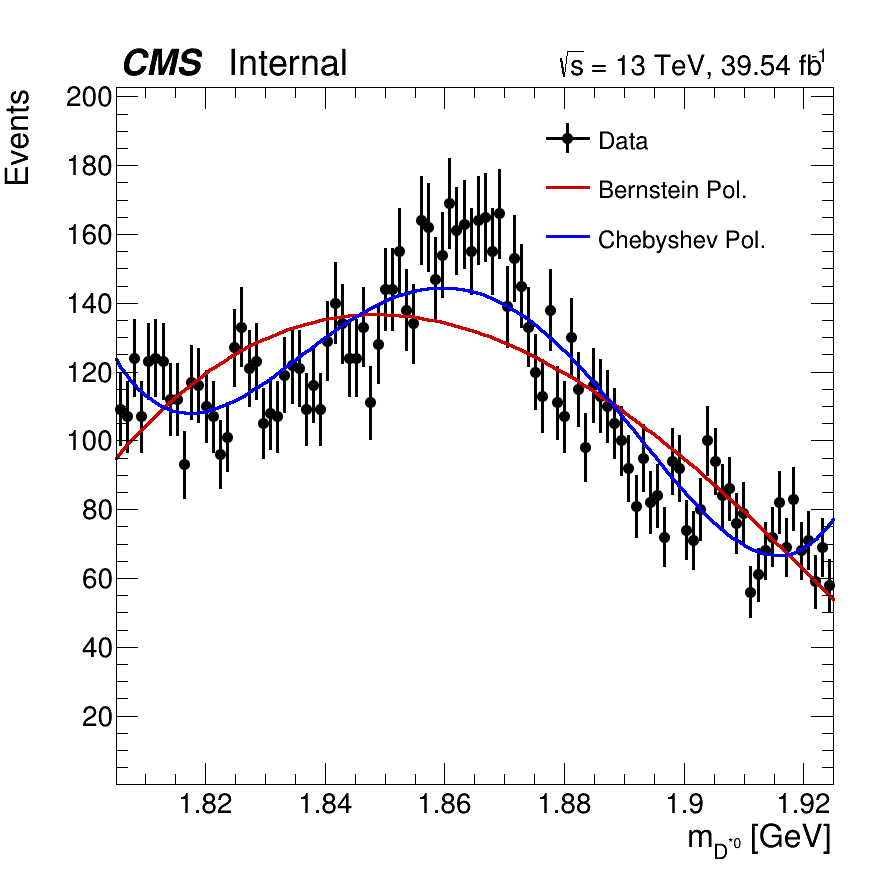 CMS Internal √s = 13 TeV, 39.54 fb⁻¹
Events
200
180
160
140
120
100
80
60
40
20
Data
Bernstein Pol.
Chebyshev Pol.
1.82 1.84 1.86 1.88 1.9 1.92
m_D*0 [GeV]